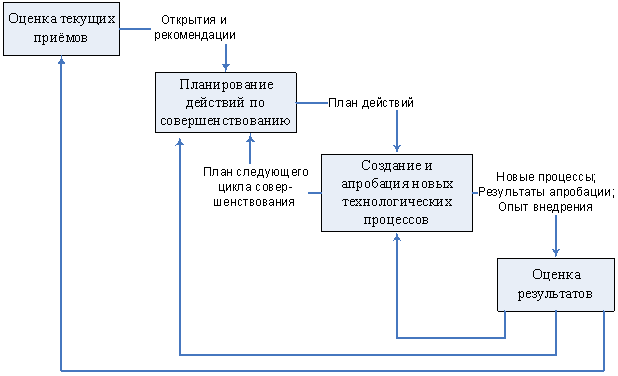 Оценка текущих
приёмов
Открытия и
рекомендации
Планирование
действий по
совершенствованию
План действий
План следующего
цикла совер-
шенствования
Создание и
апробация новых
технологических
процессов
Новые процессы;
Результаты апробации;
Опыт внедрения
Оценка
результатов